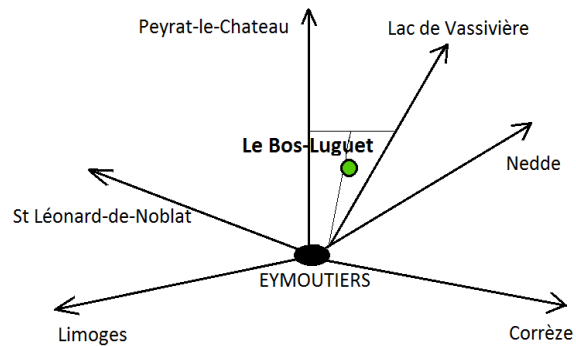 Peyrat-le-Chateau
Lac de Vassivière
Le Bos-Luguet
Nedde
St Léonard-de-Noblat
EYMOUTIERS
Limoges
Corrèze